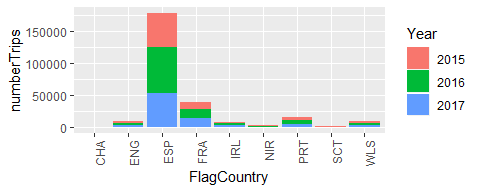 numberTrips
150000
100000
50000
0
CHA ENG ESP FRA IRL NIR PRT SCT WLS
FlagCountry
Year
2015
2016
2017